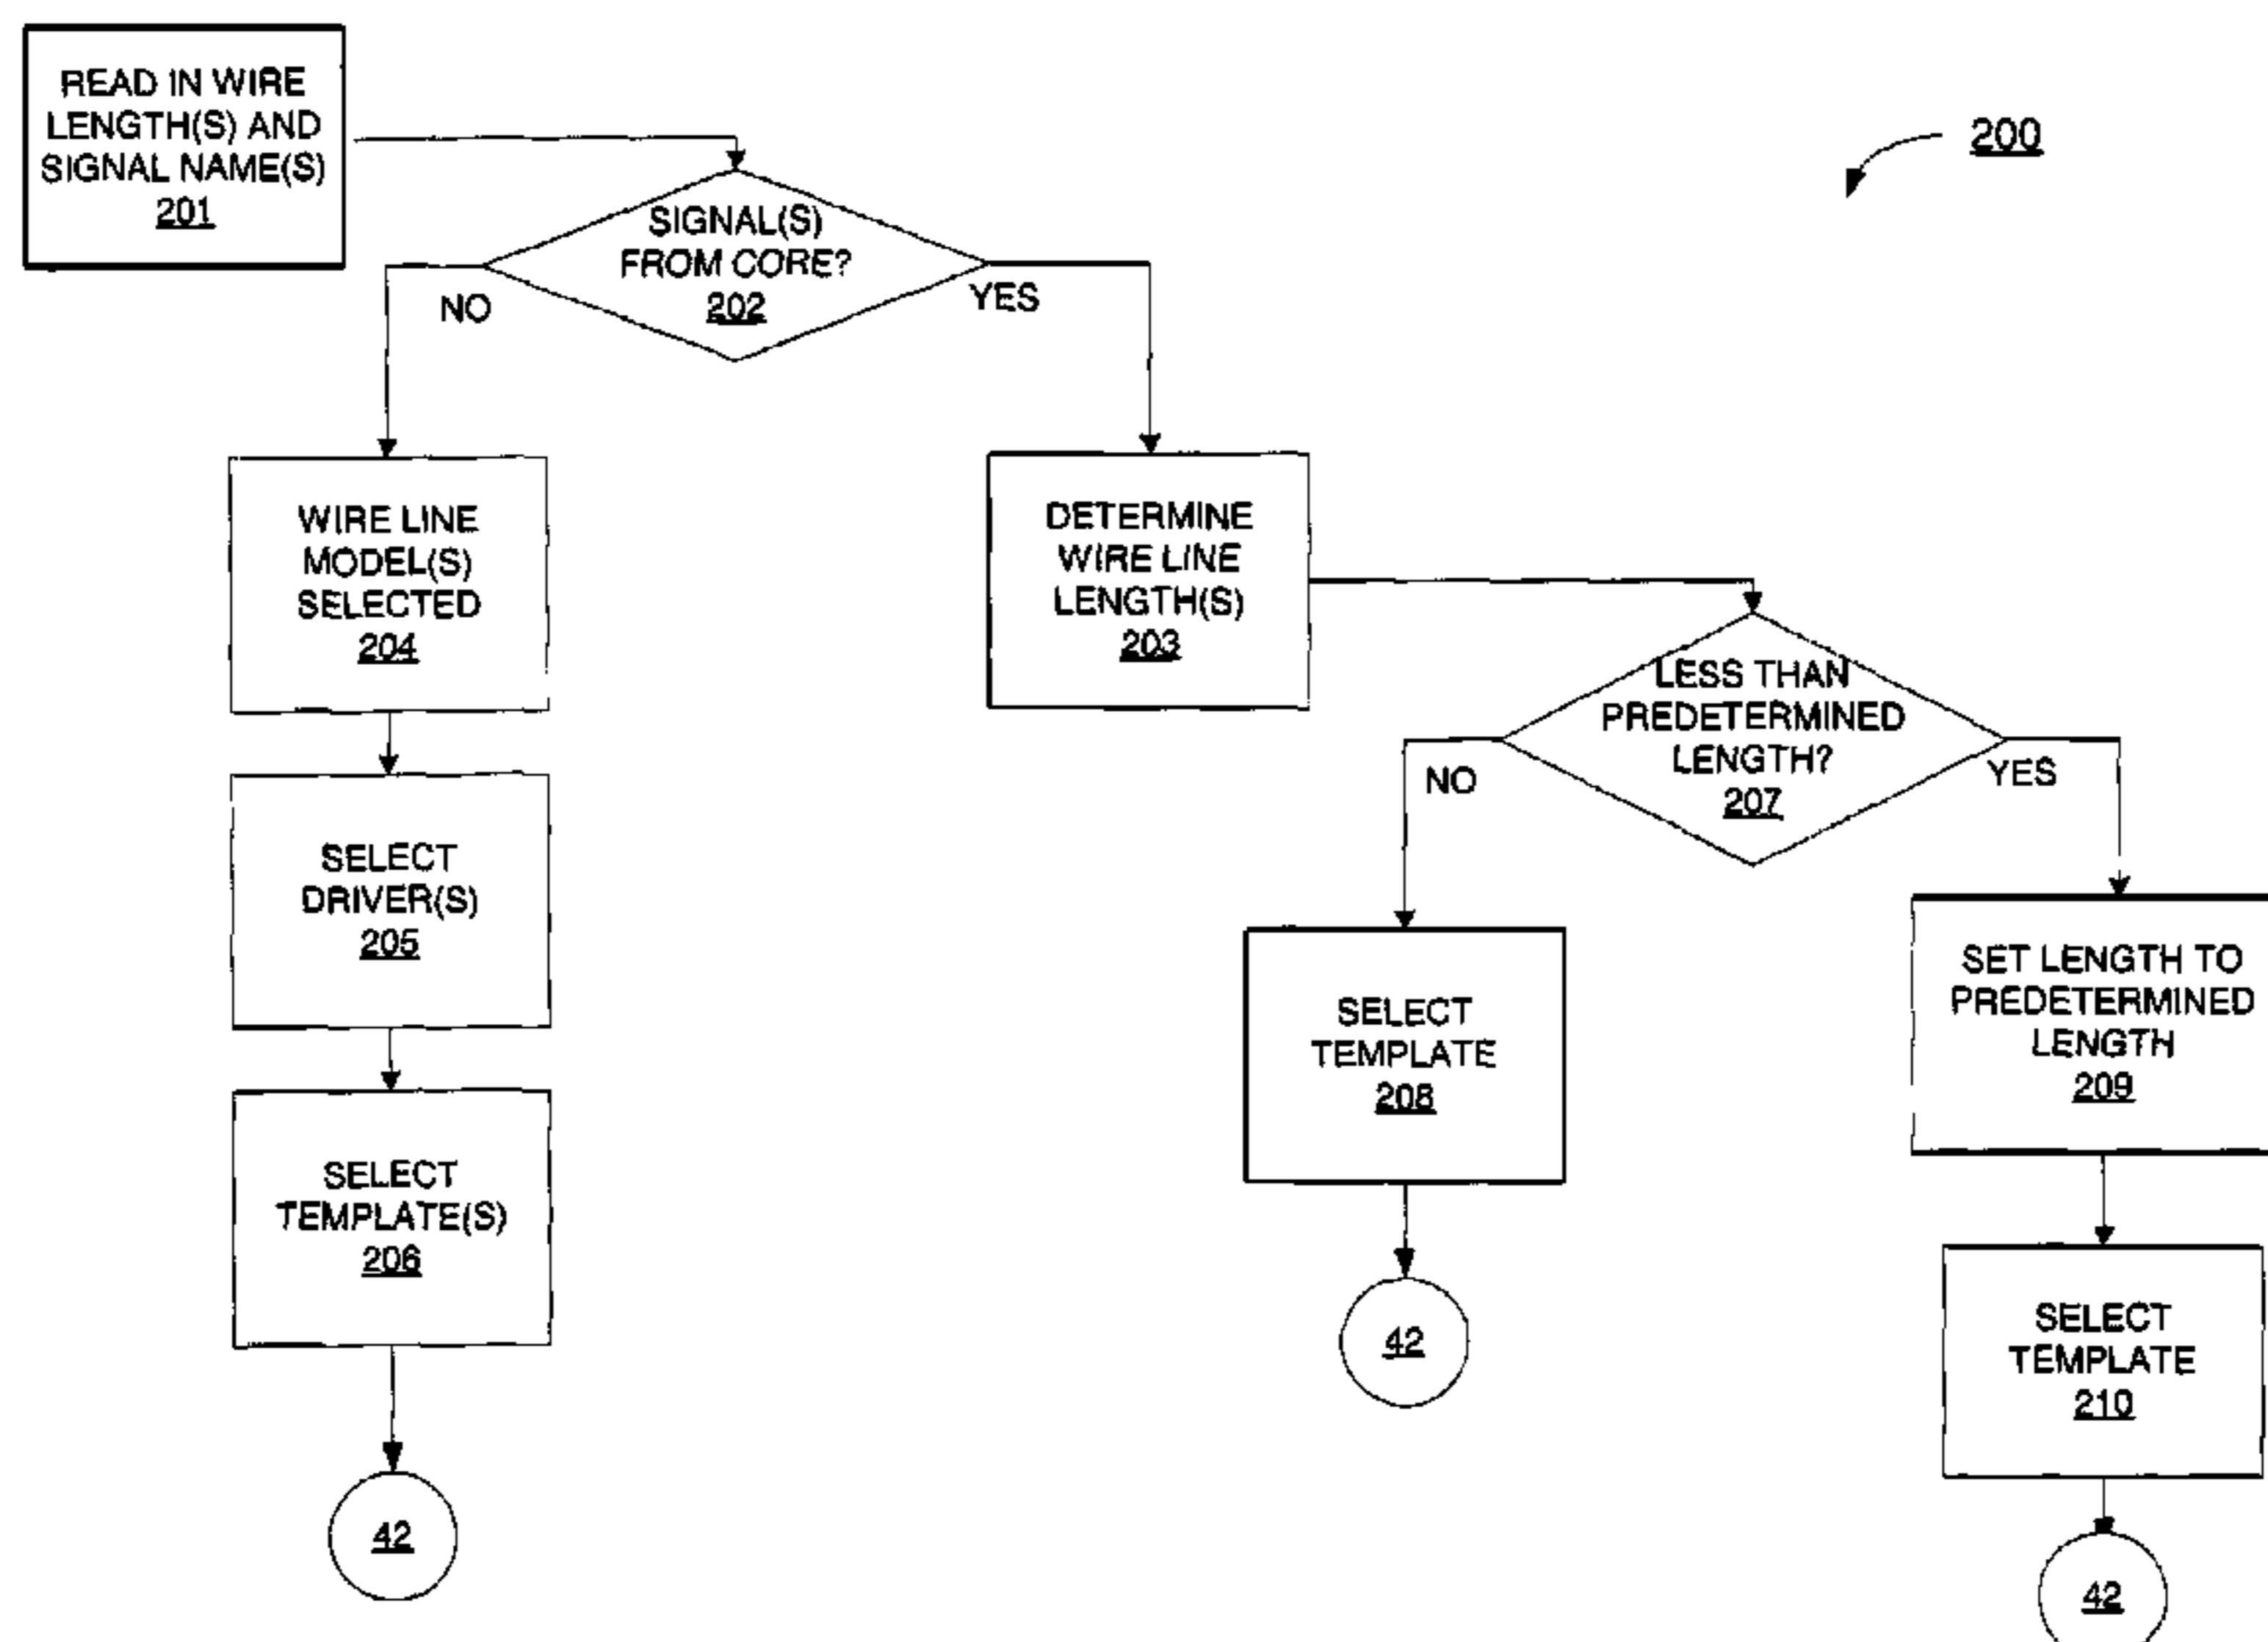 READ IN WIRE
LENGTH(S) AND
SIGNAL NAME(S)
201
200
SIGNAL(S)
FROM CORE?
202
NO
YES
WIRE LINE
MODEL(S)
SELECTED
204
DETERMINE
WIRE LINE
LENGTH(S)
203
LESS THAN
PREDETERMINED
LENGTH?
207
NO
YES
SELECT
DRIVER(S)
205
SELECT
TEMPLATE
208
SET LENGTH TO
PREDETERMINED
LENGTH
209
SELECT
TEMPLATE(S)
206
42
SELECT
TEMPLATE
210
42
42